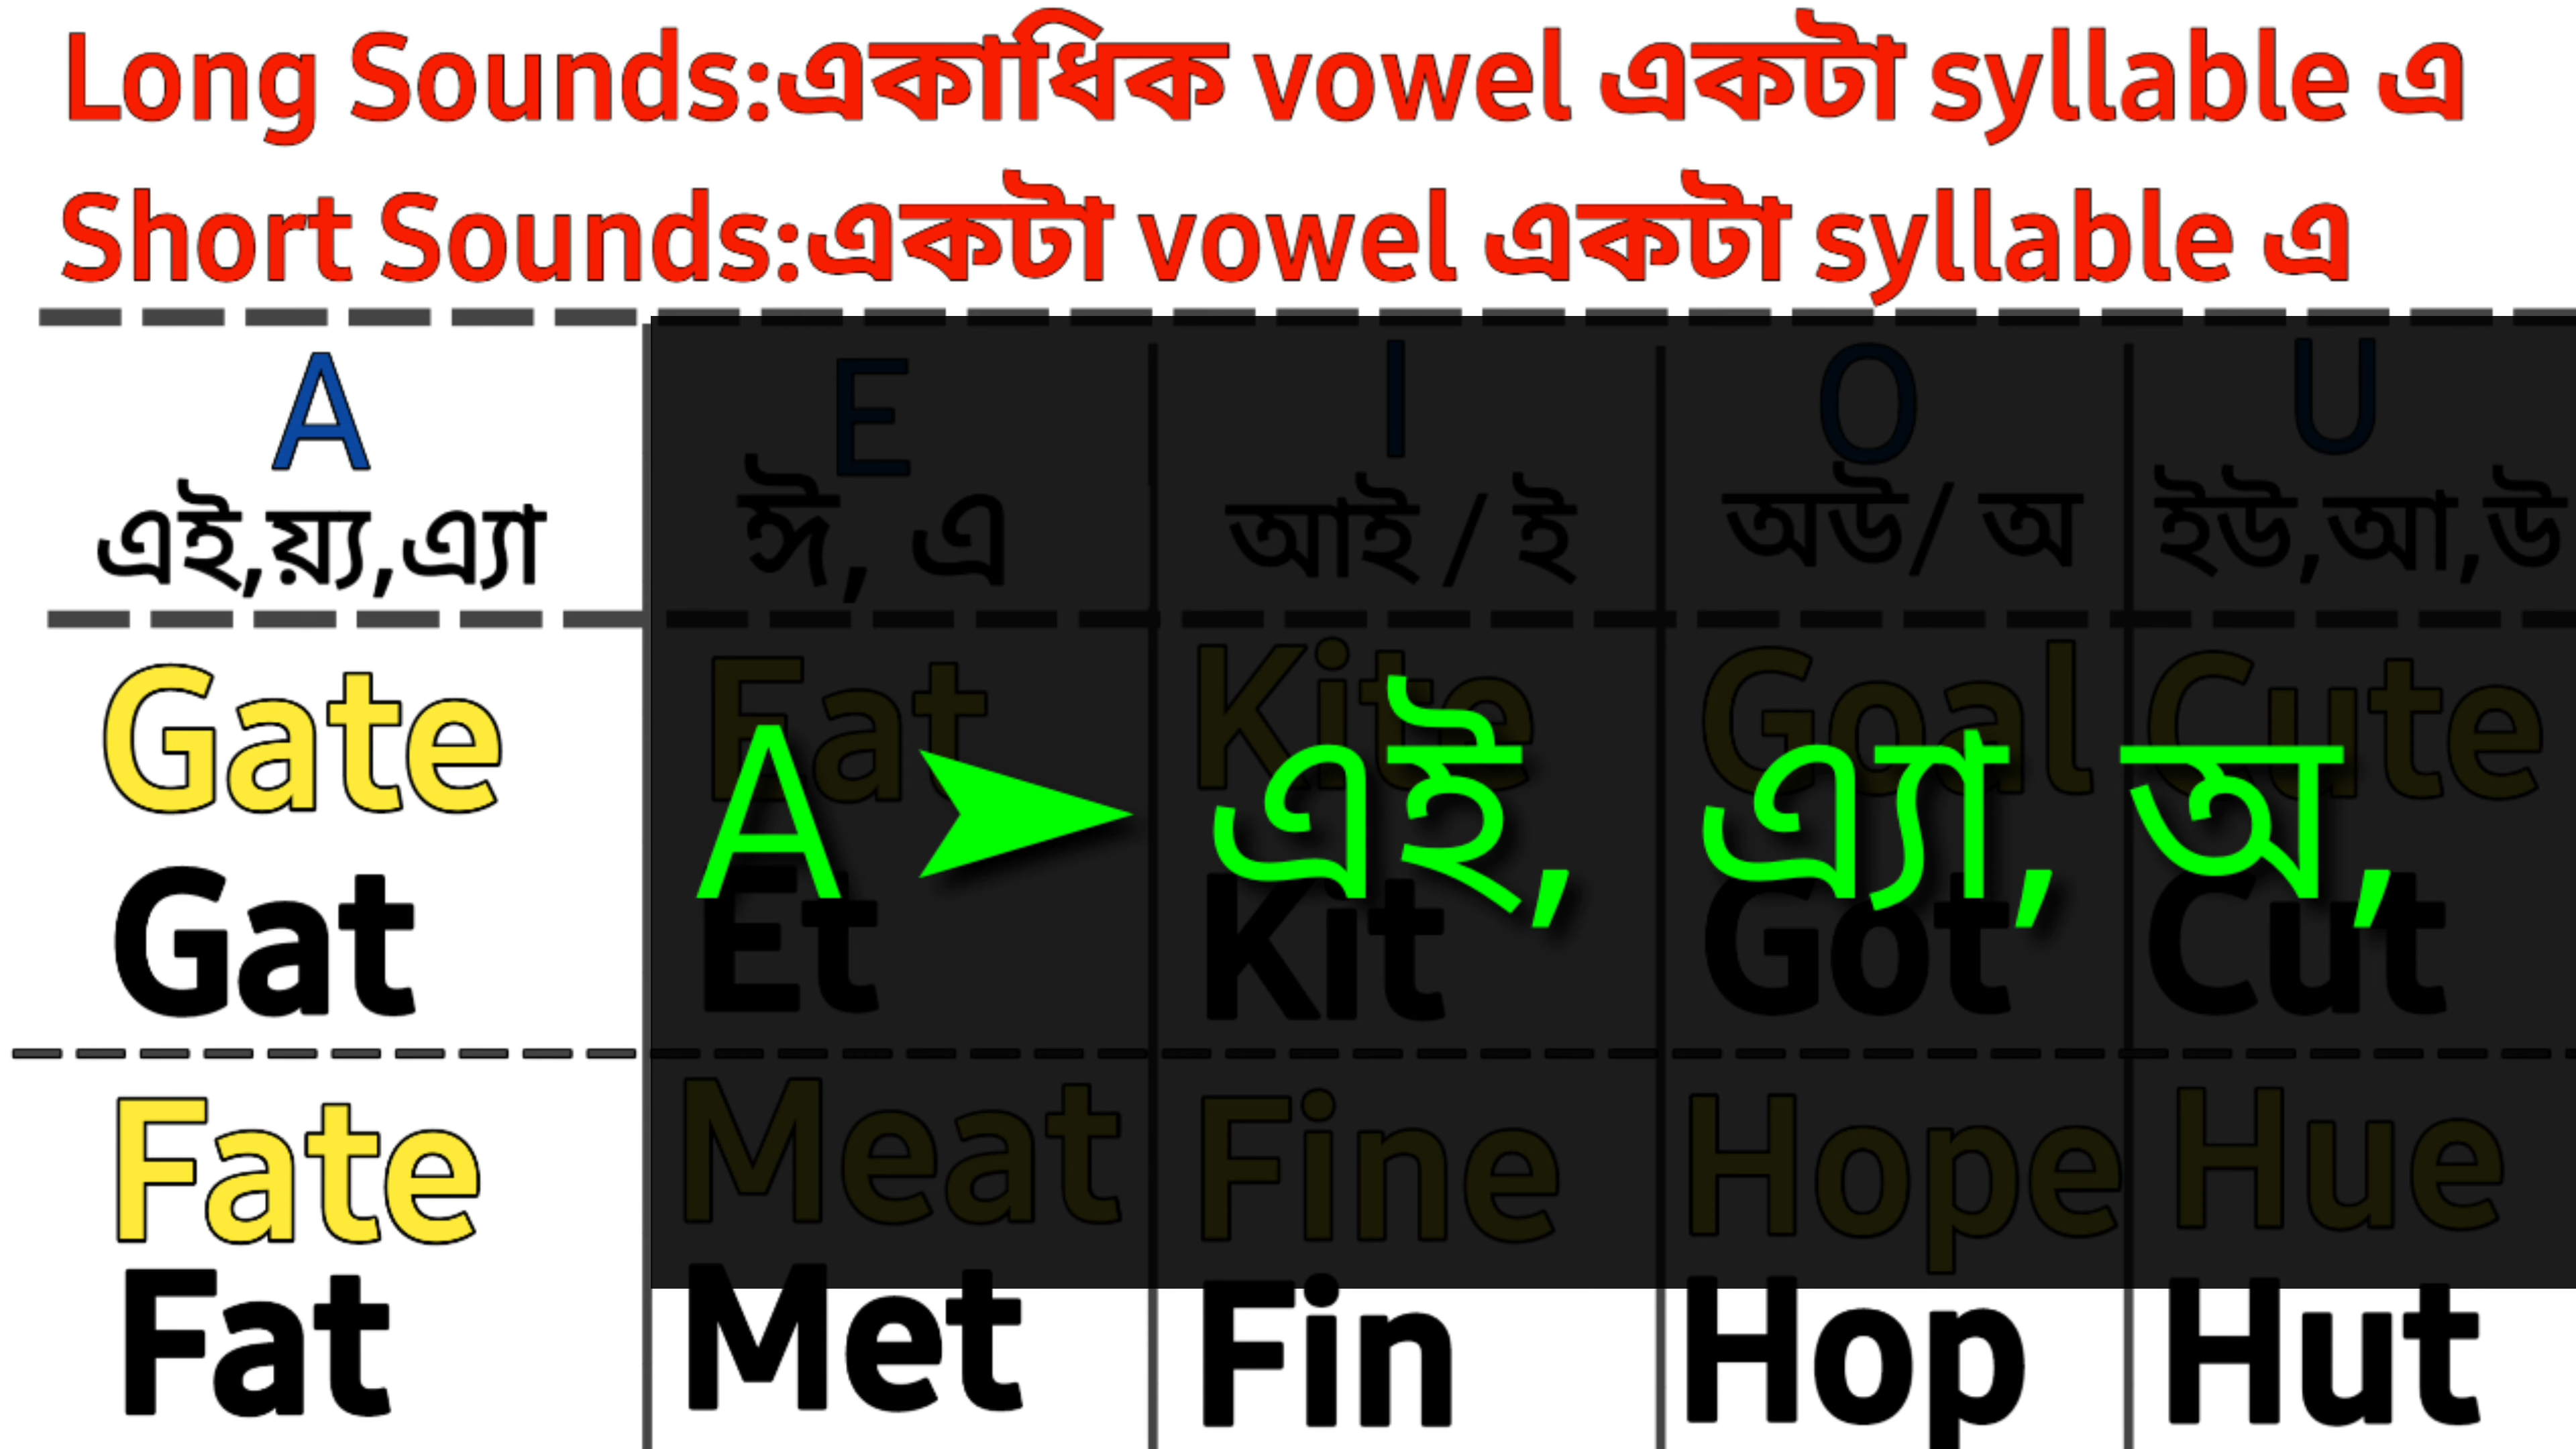 Long Sounds:একাধিক vowel একটা syllable এ
Short Sounds:একটা vowel একটা syllable এ
A E I O U
এই,য়্য,এ্যা ঈ, এ আই / ই অউ/ অ ইউ,আ,উ
Gate Eat Kite Goal Cute
A ➤ এই, এ্যা, অ,
Gat Et Kit Got Cut
Fate Meat Fine Hope Hue
Fat Met Fin Hop Hut